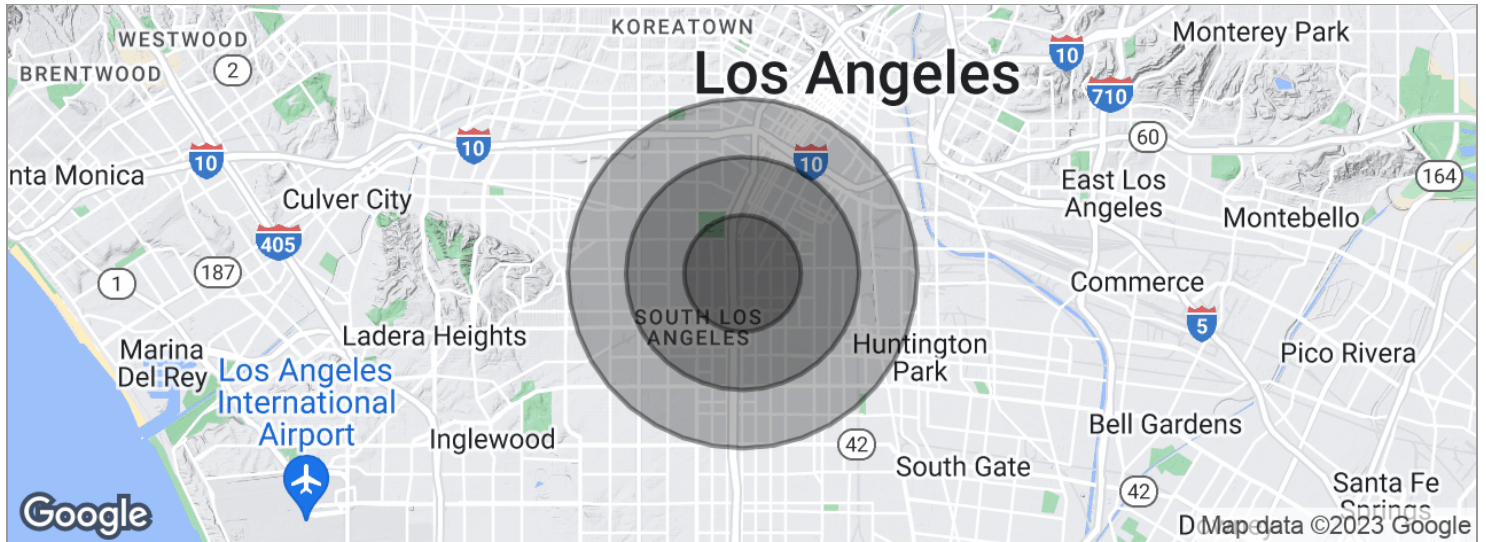 KOREATOWN
WESTWOOD
2
BRENTWOOD
Los Angeles
10
Monterey Park
710
60
10
10
10
nta Monica
Culver City
East Los
Angeles
164
Montebello
405
187
1
Commerce
SOUTH LOS
ANGELES
5
Ladera Heights
Huntington
Park
Pico Rivera
Marina
Del Rey
Los Angeles
International
Airport
Inglewood
42
Bell Gardens
South Gate
42
Santa Fe
Springs
Google
Map data ©2023 Google